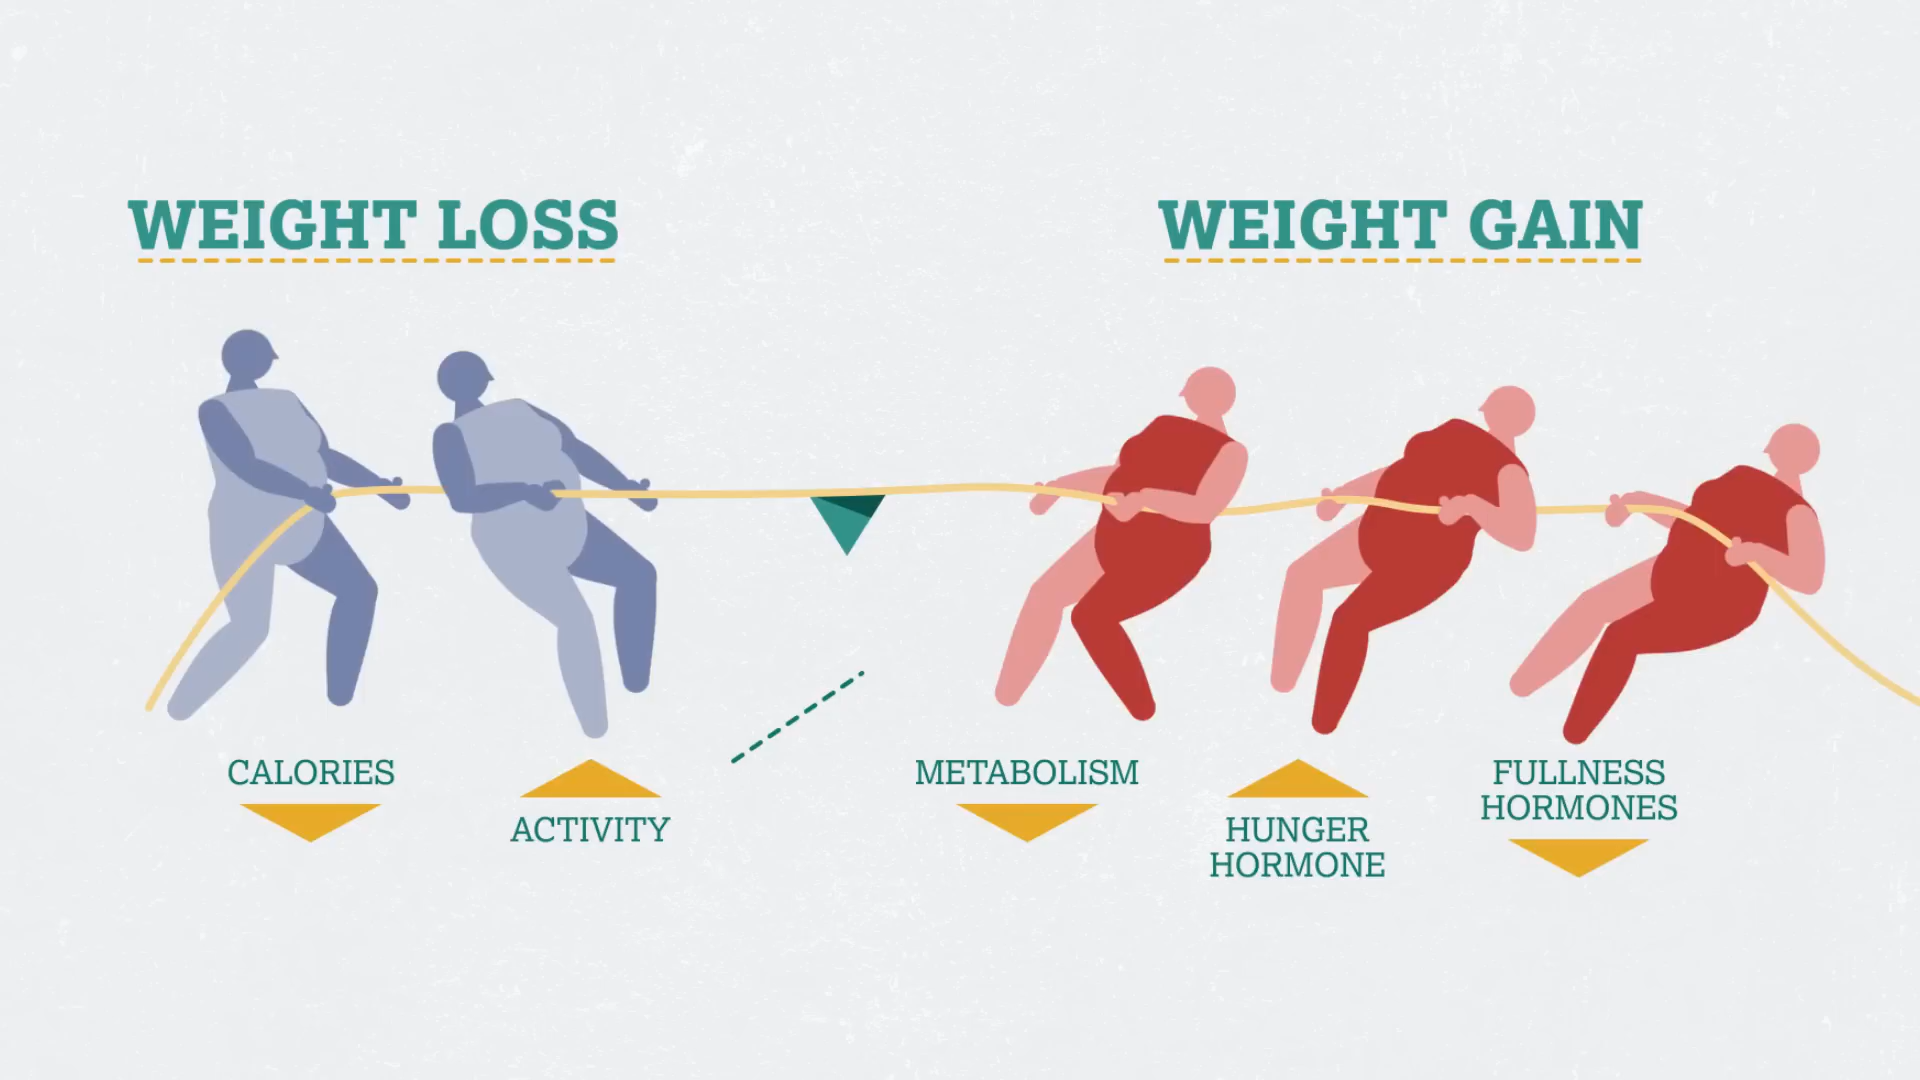 WEIGHT LOSS
WEIGHT GAIN
CALORIES
ACTIVITY
METABOLISM
HUNGER
HORMONE
FULLNESS
HORMONES